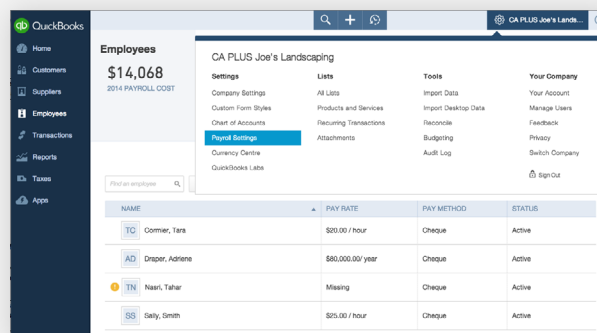 QuickBooks
CA PLUS Joe's Lands...
Home
Customers
Suppliers
Employees
Transactions
Reports
Taxes
Apps
Employees
$14,068
2014 PAYROLL COST
CA PLUS Joe's Landscaping
Settings
Company Settings
Custom Form Styles
Chart of Accounts
Payroll Settings
Currency Centre
QuickBooks Labs
Lists
All Lists
Products and Services
Recurring Transactions
Attachments
Tools
Import Data
Import Desktop Data
Reconcile
Budgeting
Audit Log
Your Company
Your Account
Manage Users
Feedback
Privacy
Switch Company
Sign Out
Find an employee
NAME PAY RATE PAY METHOD STATUS
TC Cormier, Tara $20.00 / hour Cheque Active
AD Draper, Adriene $80,000.00/ year Cheque Active
TN Nasri, Tahar Missing Cheque Active
SS Sally, Smith $25.00 / hour Cheque Active